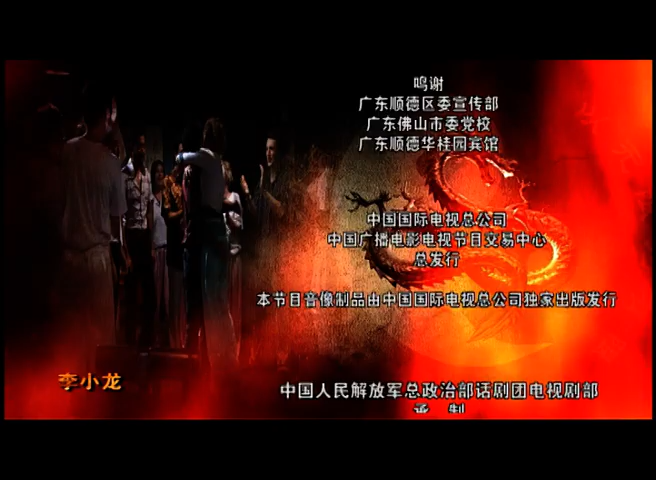 鸣谢
广东顺德区委宣传部
广东佛山市委党校
广东顺德华桂园宾馆
中国国际电视总公司
中国广播电影电视节目交易中心
总发行
本节目音像制品由中国国际电视总公司独家出版发行
李小龙
中国人民解放军总政治部话剧团电视剧部